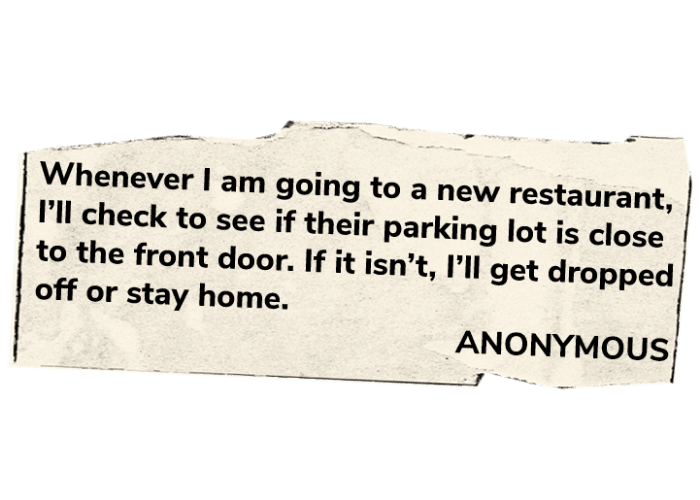 Whenever I am going to a new restaurant,
I’ll check to see if their parking lot is close
to the front door. If it isn’t, I’ll get dropped
off or stay home.
ANONYMOUS